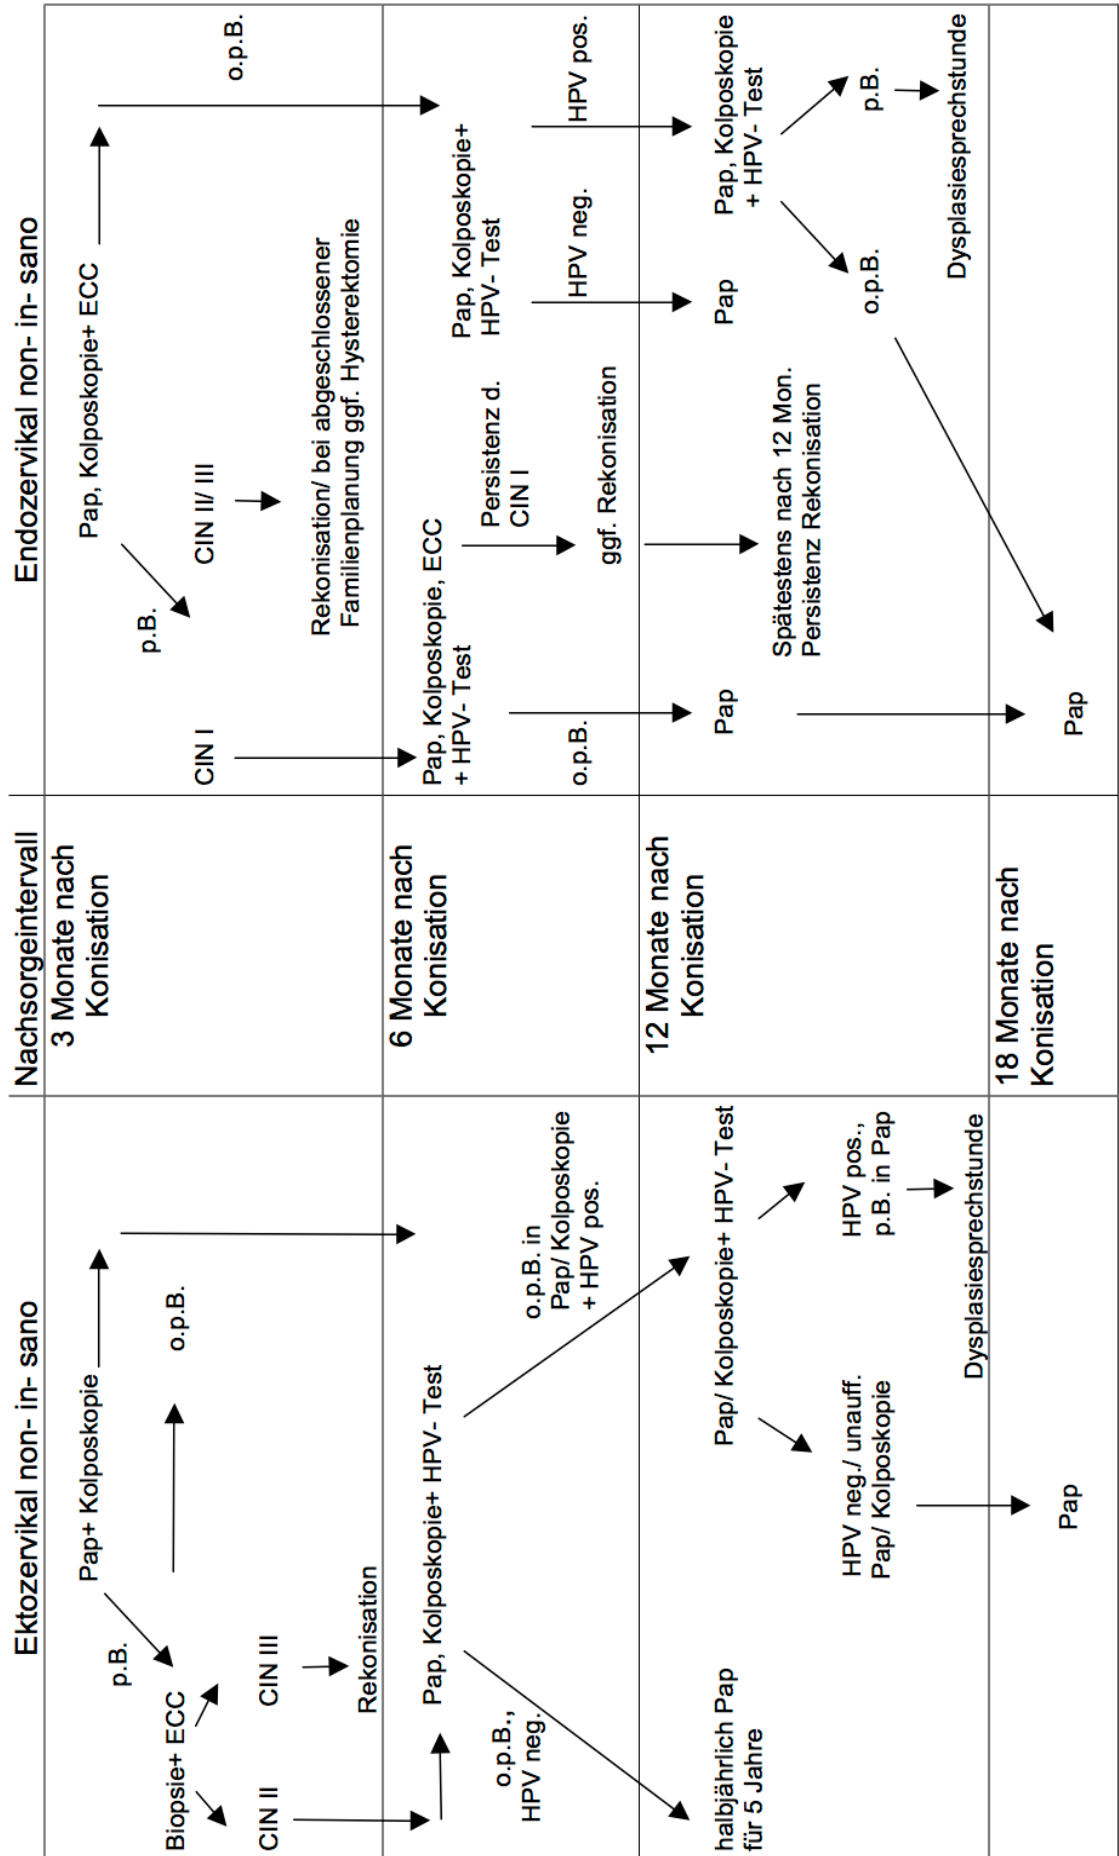 Ektozervikal non- in- sano
Nachsorgeintervall
Endozervikal non- in- sano
Pap+ Kolposkopie
p.B.
o.p.B.
Biopsie+ ECC
CIN II
CIN III
Rekonisation
3 Monate nach
Konisation
Pap, Kolposkopie+ ECC
p.B.
o.p.B.
CIN I
CIN II/ III
Rekonisation/ bei abgeschlossener
Familienplanung ggf. Hysterektomie
Pap, Kolposkopie+ HPV- Test
o.p.B.,
HPV neg.
o.p.B. in
Pap/ Kolposkopie
+ HPV pos.
6 Monate nach
Konisation
Pap, Kolposkopie, ECC
+ HPV- Test
o.p.B.
Persistenz d.
CIN I
ggf. Rekonisation
Pap, Kolposkopie+
HPV- Test
HPV neg.
HPV pos.
halbjährlich Pap
für 5 Jahre
Pap/ Kolposkopie+ HPV- Test
HPV neg./ unauff.
Pap/ Kolposkopie
HPV pos.,
p.B. in Pap
Dysplasiesprechstunde
12 Monate nach
Konisation
Pap
Spätestens nach 12 Mon.
Persistenz Rekonisation
Pap
Pap, Kolposkopie
+ HPV- Test
o.p.B.
p.B.
Dysplasiesprechstunde
Pap
18 Monate nach
Konisation
Pap